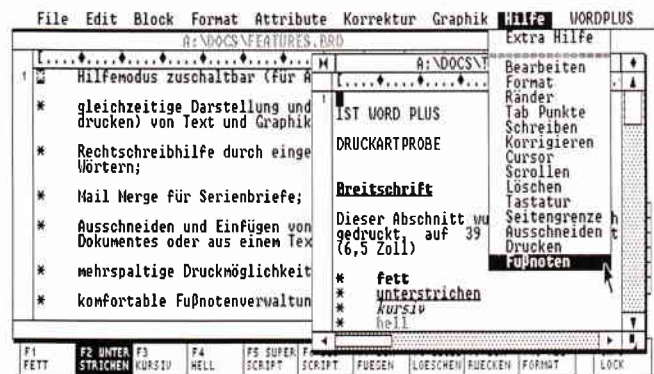 File Edit Block Format Attribute Korrektur Graphik Hilfe WORDPLUS
A:\DOCS\FEATURES.BRD
Hilfemodus zuschaltbar (für A
* gleichzeitige Darstellung und
drucken) von Text und Graphik
* Rechtschreibhilfe durch einge
Wörtern;
* Mail Merge für Serienbriefe;
* Ausschneiden und Einfügen von
Dokumentes oder aus einem Tex
* mehrspaltige Druckmöglichkeit
* komfortable Fußnotenverwaltun
A:\DOCS\T
1ST WORD PLUS
DRUCKARTPROBE
Breitschrift
Dieser Abschnitt wu
gedruckt, auf 39
(6,5 Zoll)
* fett
* unterstrichen
* kursiv
* hell
Extra Hilfe
Bearbeiten
Format
Ränder
Tab Punkte
Schreiben
Korrigieren
Cursor
Scrollen
Löschen
Tastatur
Seitengrenze
Ausschneiden
Drucken
Fußnoten
F1 F2 UNTER F3 F4 F5 SUPER
FETT STRICHEN KURSIV HELL SCRIPT SCRIPT FUEGEN LOESCHEN RUECKEN FORMAT LOCK